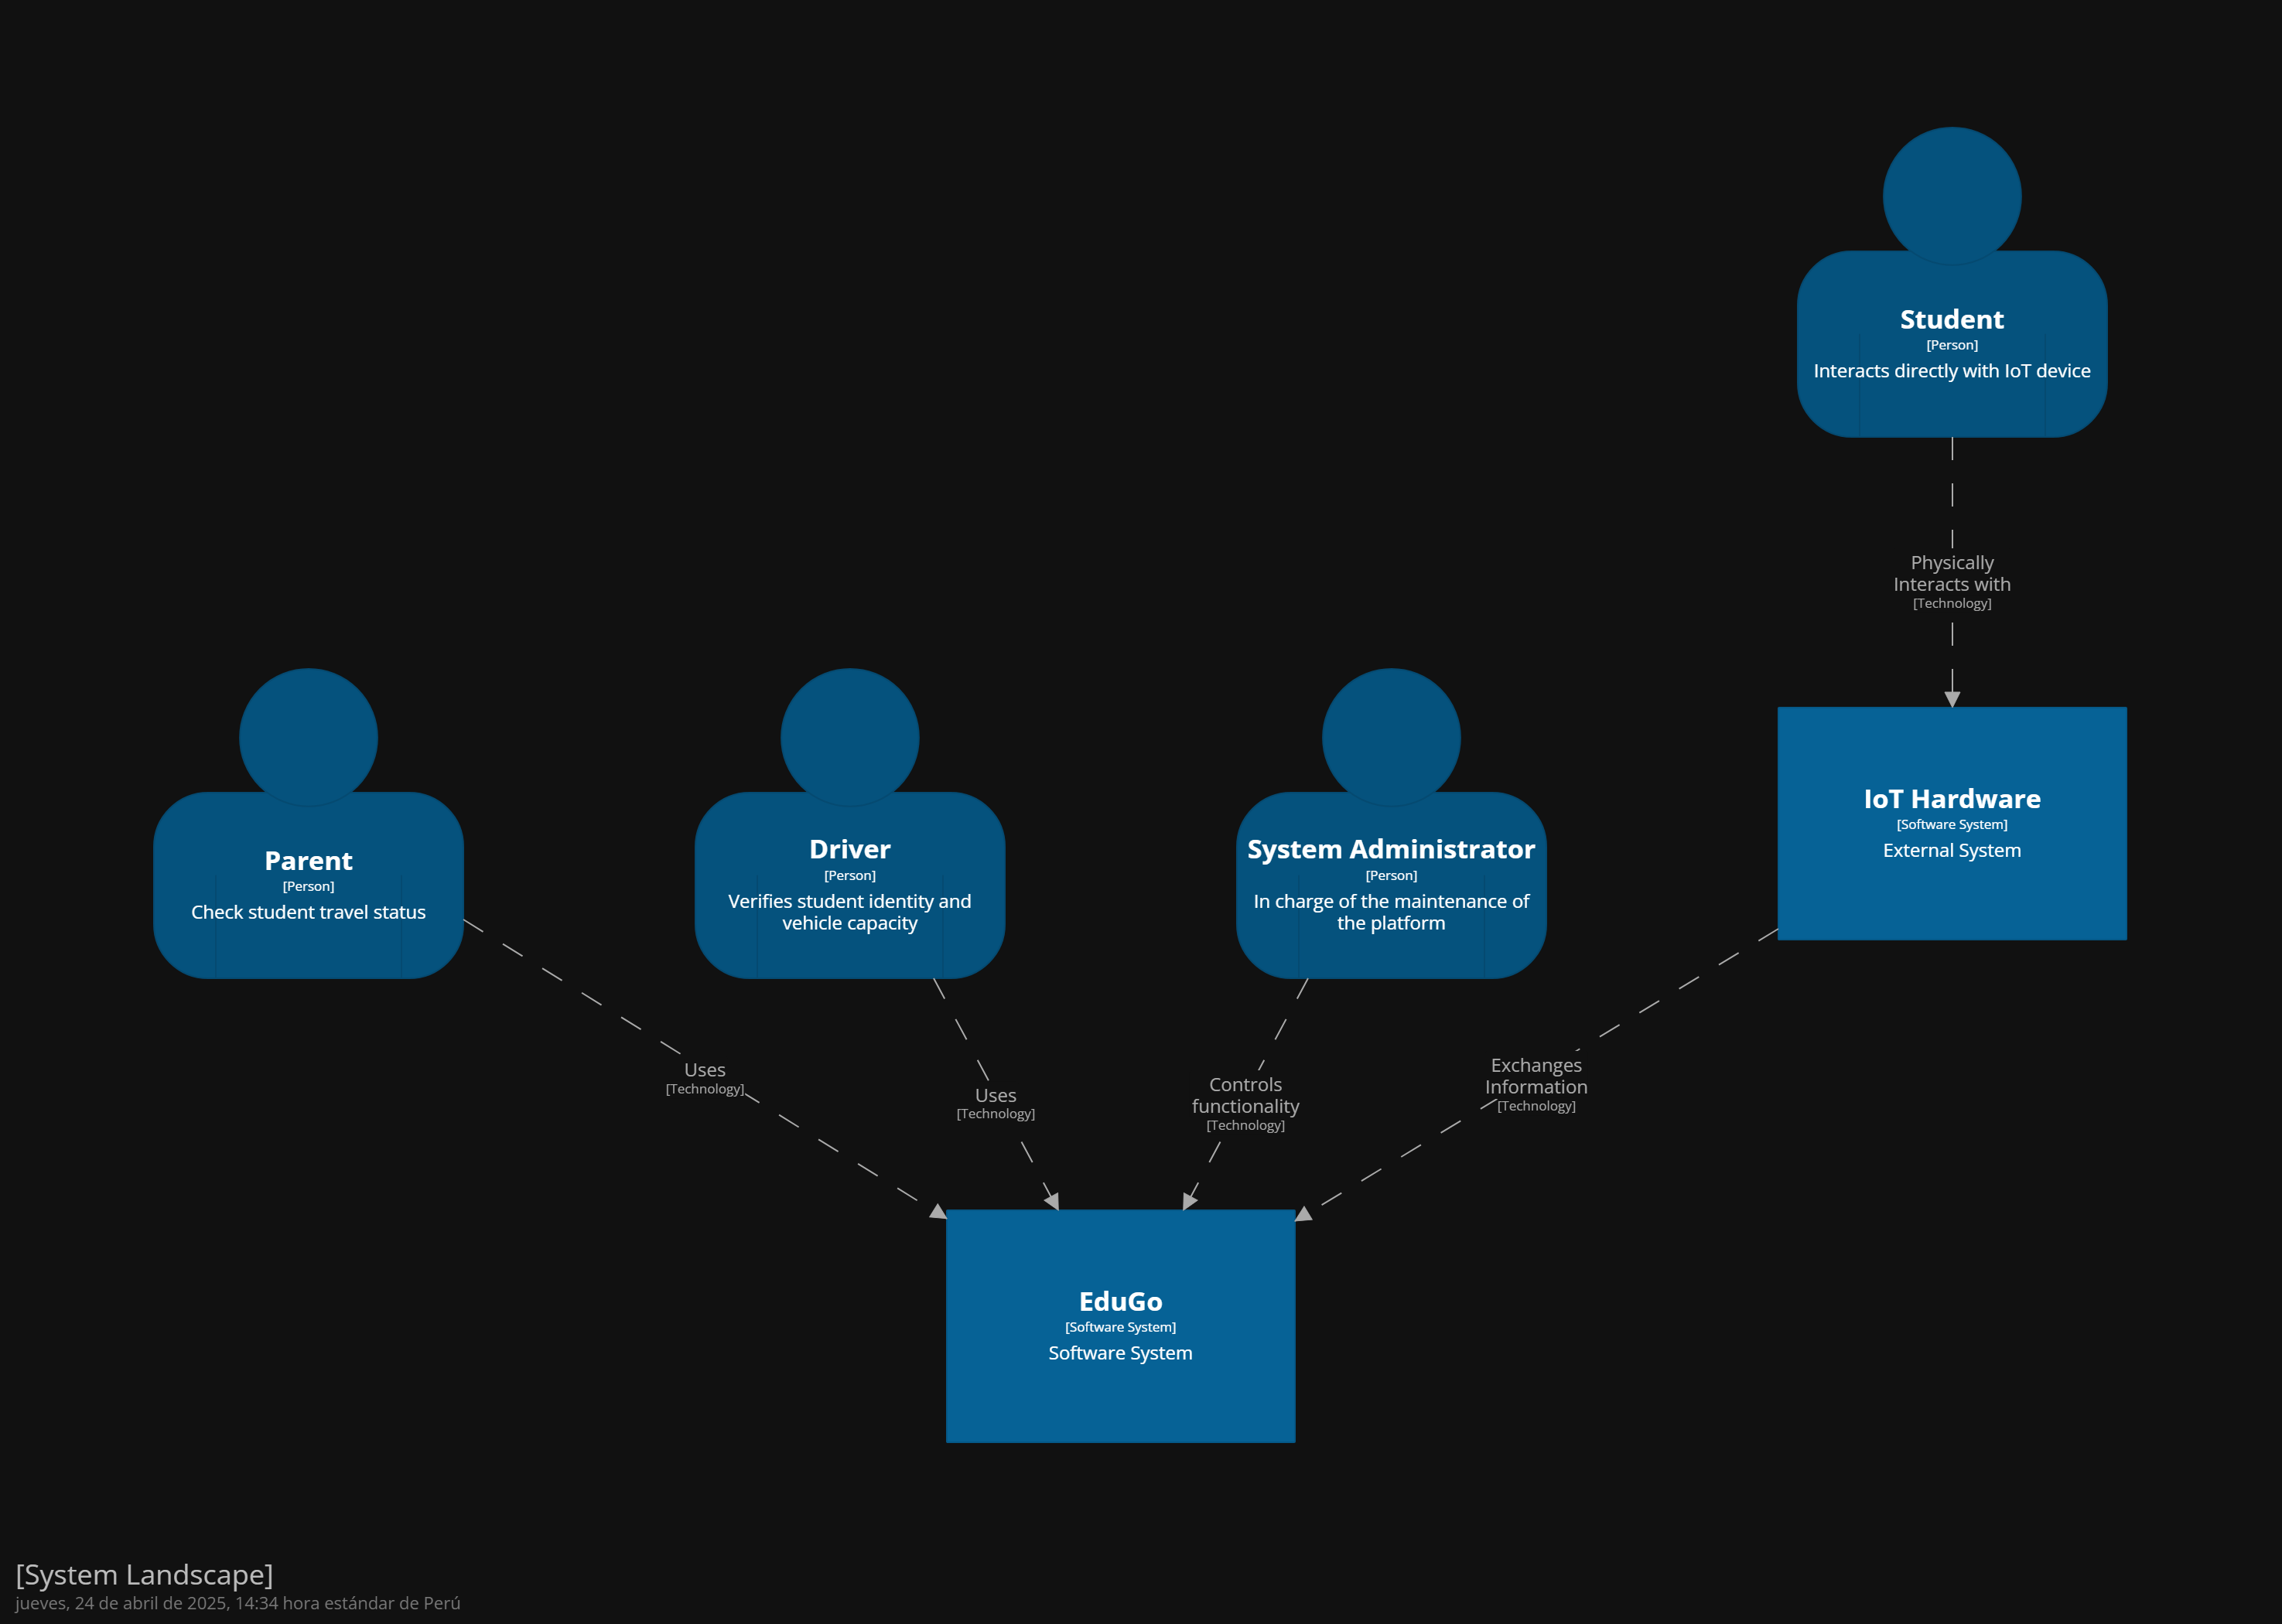 Student
[Person]
Interacts directly with IoT device
Physically
Interacts with
[Technology]
Parent
[Person]
Check student travel status
Driver
[Person]
Verifies student identity and
vehicle capacity
System Administrator
[Person]
In charge of the maintenance of
the platform
IoT Hardware
[Software System]
External System
Uses
[Technology]
Uses
[Technology]
Controls
functionality
[Technology]
Exchanges
Information
[Technology]
EduGo
[Software System]
Software System
[System Landscape]
jueves, 24 de abril de 2025, 14:34 hora estándar de Perú